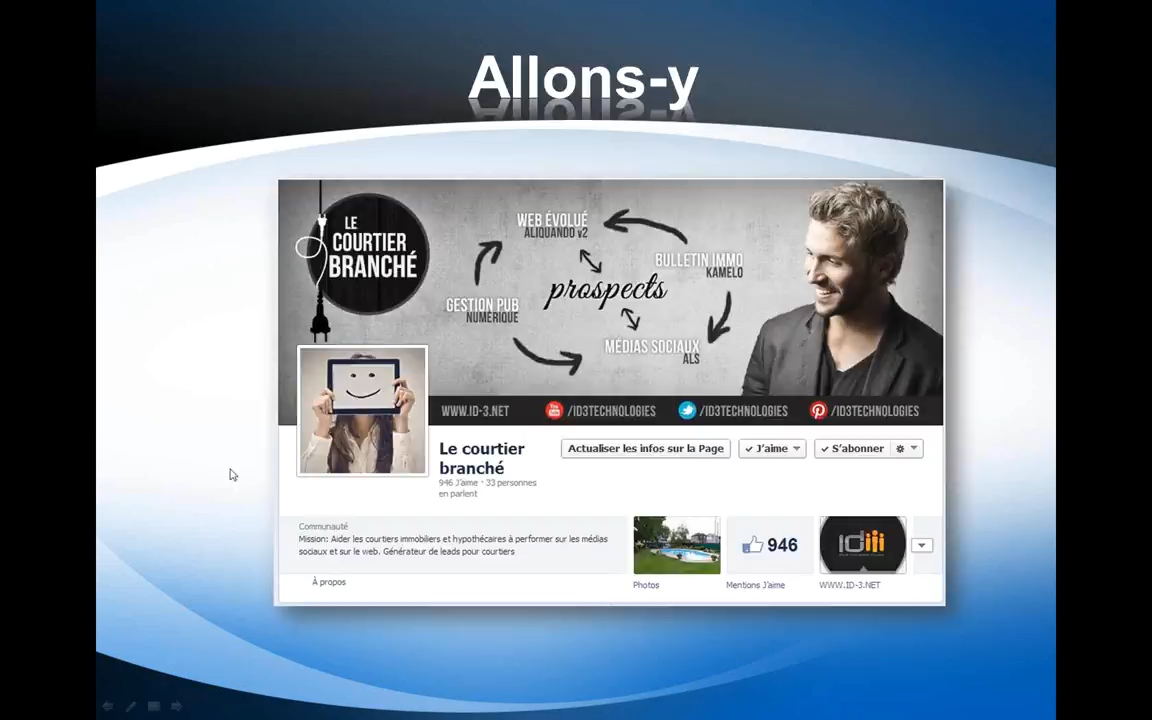 Allons-y
LE
COURTIER
BRANCHÉ
WEB ÉVOLUÉ
ALIQUANDO v2
BULLETIN IMMO
KAMELO
prospects
GESTION PUB
NUMÉRIQUE
MÉDIAS SOCIAUX
ALS
WWW.ID-3.NET
You Tube /ID3TECHNOLOGIES
/ID3TECHNOLOGIES
/ID3TECHNOLOGIES
Le courtier
branché
Actualiser les infos sur la Page
✓ J'aime
✓ S'abonner
946 J'aime · 33 personnes
en parlent
Communauté
Mission: Aider les courtiers immobiliers et hypothécaires à performer sur les médias
sociaux et sur le web. Générateur de leads pour courtiers
À propos
946
idiii
Photos
Mentions J'aime
WWW.ID-3.NET